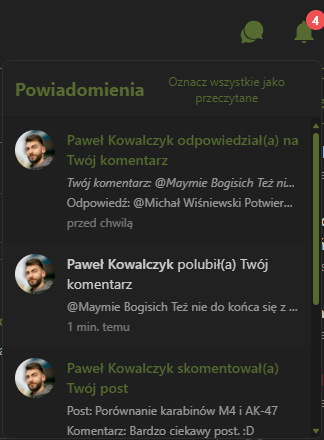 4
Powiadomienia
Oznacz wszystkie jako
przeczytane
Paweł Kowalczyk odpowiedział(a) na
Twój komentarz
Twój komentarz: @Maymie Bogisich Też ni...
Odpowiedź: @Michał Wiśniewski Potwier...
przed chwilą
Paweł Kowalczyk polubił(a) Twój
komentarz
@Maymie Bogisich Też nie do końca się z ...
1 min. temu
Paweł Kowalczyk skomentował(a)
Twój post
Post: Porównanie karabinów M4 i AK-47
Komentarz: Bardzo ciekawy post. :D